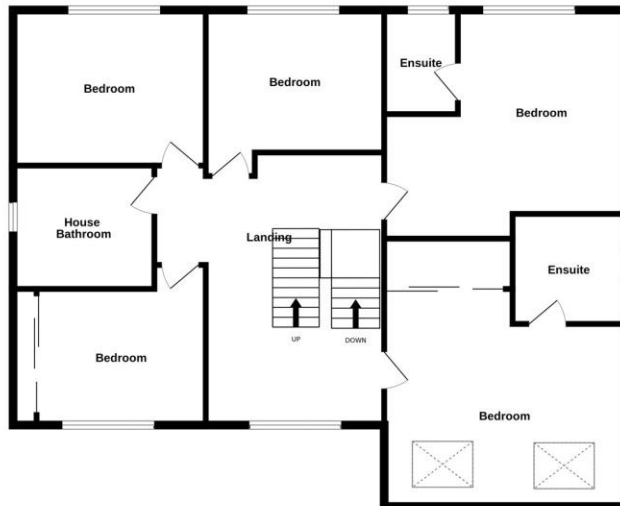 Bedroom
Bedroom
Ensuite
Bedroom
House
Bathroom
Landing
Ensuite
UP
DOWN
Bedroom
Bedroom